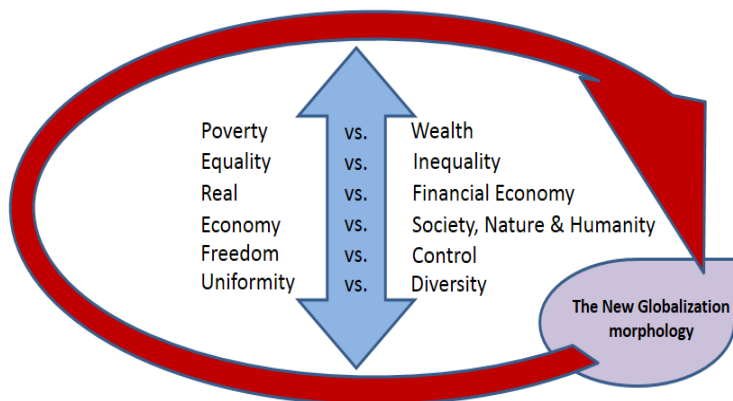 Poverty vs. Wealth
Equality vs. Inequality
Real vs. Financial Economy
Economy vs. Society, Nature & Humanity
Freedom vs. Control
Uniformity vs. Diversity
The New Globalization
morphology